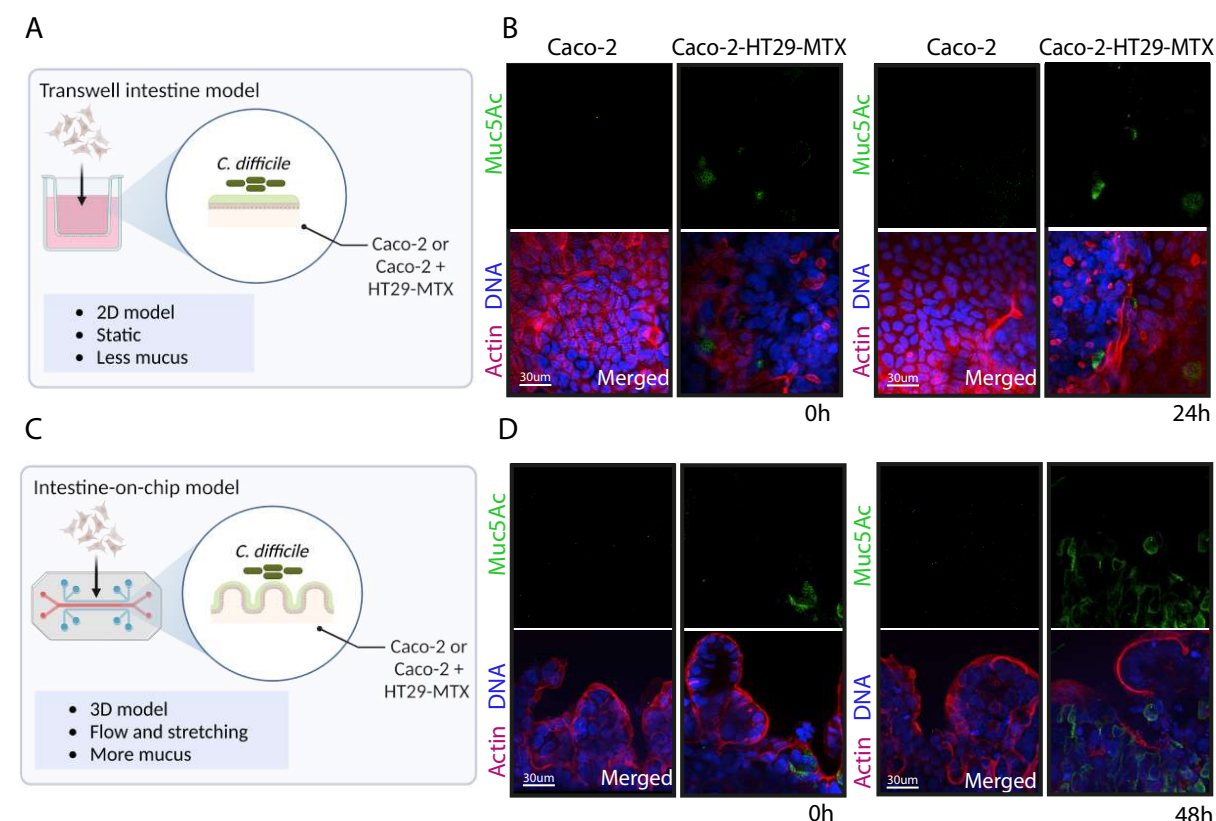 A
Transwell intestine model
C. difficile
Caco-2 or
Caco-2 +
HT29-MTX
• 2D model
• Static
• Less mucus
B
Caco-2
Caco-2-HT29-MTX
Caco-2
Caco-2-HT29-MTX
Muc5Ac
Muc5Ac
Actin DNA
30um
Merged
0h
Actin DNA
30um
Merged
24h
C
Intestine-on-chip model
C. difficile
Caco-2 or
Caco-2 +
HT29-MTX
• 3D model
• Flow and stretching
• More mucus
D
Muc5Ac
Muc5Ac
Actin DNA
30um
Merged
0h
Actin DNA
30um
Merged
48h